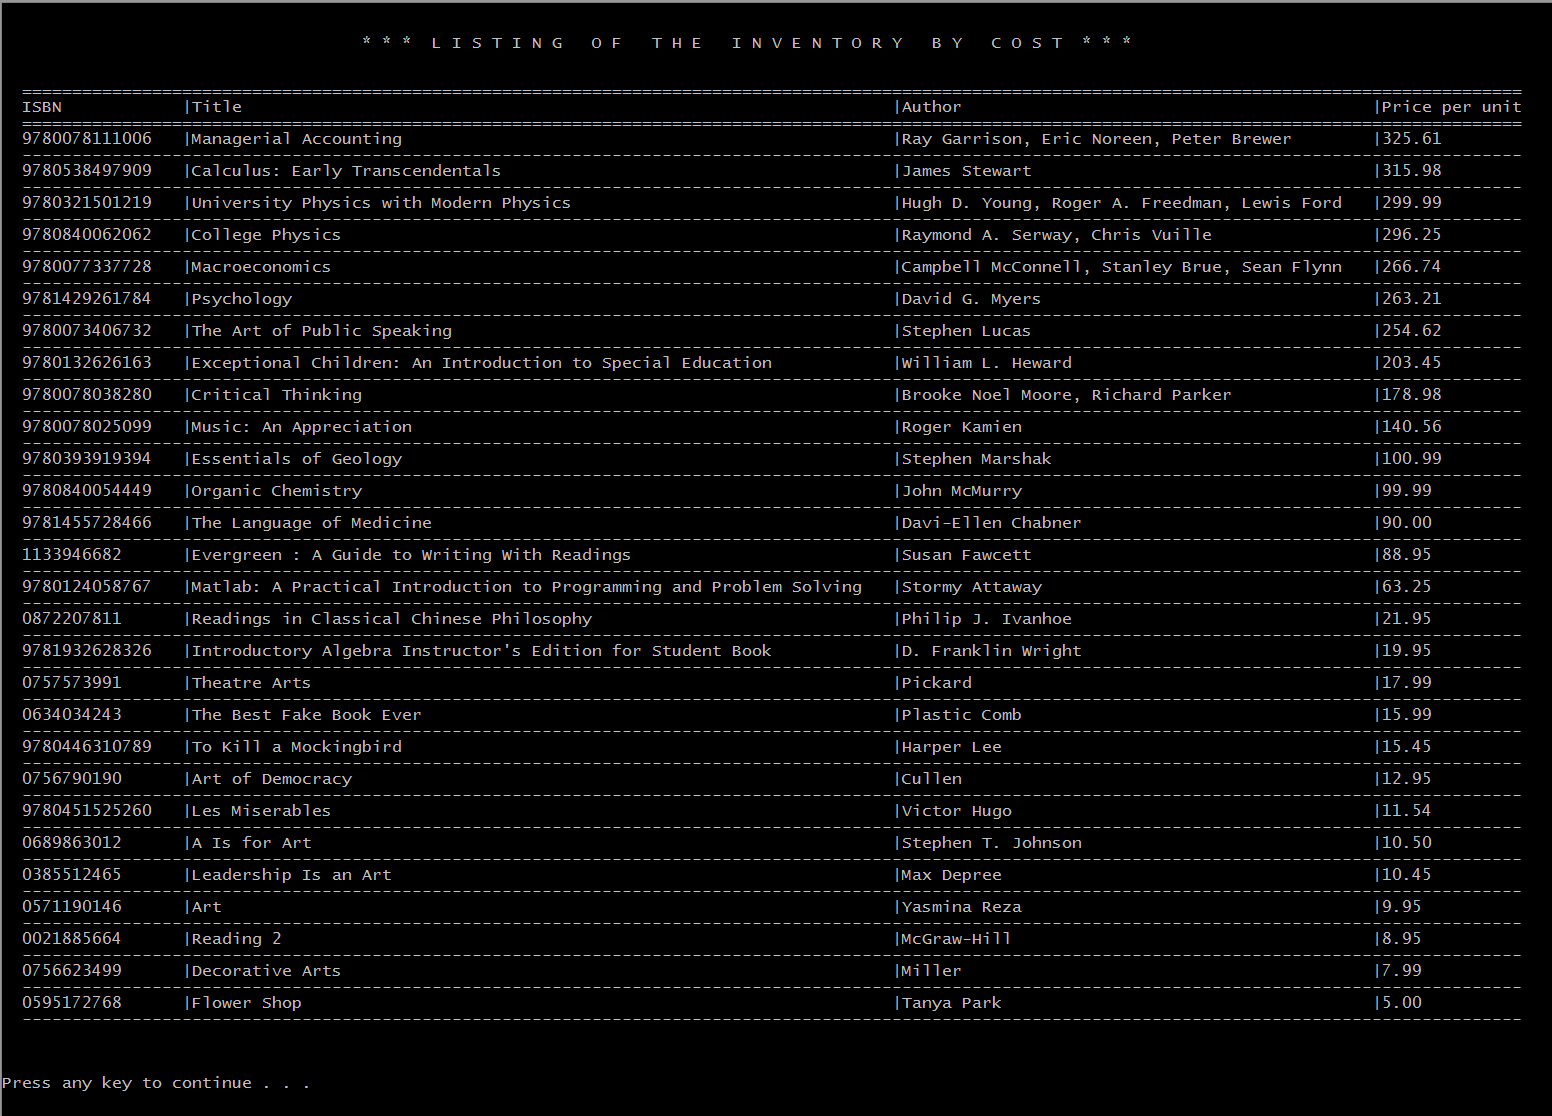 * * * L I S T I N G   O F   T H E   I N V E N T O R Y   B Y   C O S T * * *
ISBN |Title |Author |Price per unit
9780078111006 |Managerial Accounting |Ray Garrison, Eric Noreen, Peter Brewer |325.61
9780538497909 |Calculus: Early Transcendentals |James Stewart |315.98
9780321501219 |University Physics with Modern Physics |Hugh D. Young, Roger A. Freedman, Lewis Ford |299.99
9780840062062 |College Physics |Raymond A. Serway, Chris Vuille |296.25
9780077337728 |Macroeconomics |Campbell McConnell, Stanley Brue, Sean Flynn |266.74
9781429261784 |Psychology |David G. Myers |263.21
9780073406732 |The Art of Public Speaking |Stephen Lucas |254.62
9780132626163 |Exceptional Children: An Introduction to Special Education |William L. Heward |203.45
9780078038280 |Critical Thinking |Brooke Noel Moore, Richard Parker |178.98
9780078025099 |Music: An Appreciation |Roger Kamien |140.56
9780393919394 |Essentials of Geology |Stephen Marshak |100.99
9780840054449 |Organic Chemistry |John McMurry |99.99
9781455728466 |The Language of Medicine |Davi-Ellen Chabner |90.00
1133946682 |Evergreen : A Guide to Writing With Readings |Susan Fawcett |88.95
9780124058767 |Matlab: A Practical Introduction to Programming and Problem Solving |Stormy Attaway |63.25
0872207811 |Readings in Classical Chinese Philosophy |Philip J. Ivanhoe |21.95
9781932628326 |Introductory Algebra Instructor's Edition for Student Book |D. Franklin Wright |19.95
0757573991 |Theatre Arts |Pickard |17.99
0634034243 |The Best Fake Book Ever |Plastic Comb |15.99
9780446310789 |To Kill a Mockingbird |Harper Lee |15.45
0756790190 |Art of Democracy |Cullen |12.95
9780451525260 |Les Miserables |Victor Hugo |11.54
0689863012 |A Is for Art |Stephen T. Johnson |10.50
0385512465 |Leadership Is an Art |Max Depree |10.45
0571190146 |Art |Yasmina Reza |9.95
0021885664 |Reading 2 |McGraw-Hill |8.95
0756623499 |Decorative Arts |Miller |7.99
0595172768 |Flower Shop |Tanya Park |5.00
Press any key to continue . . .